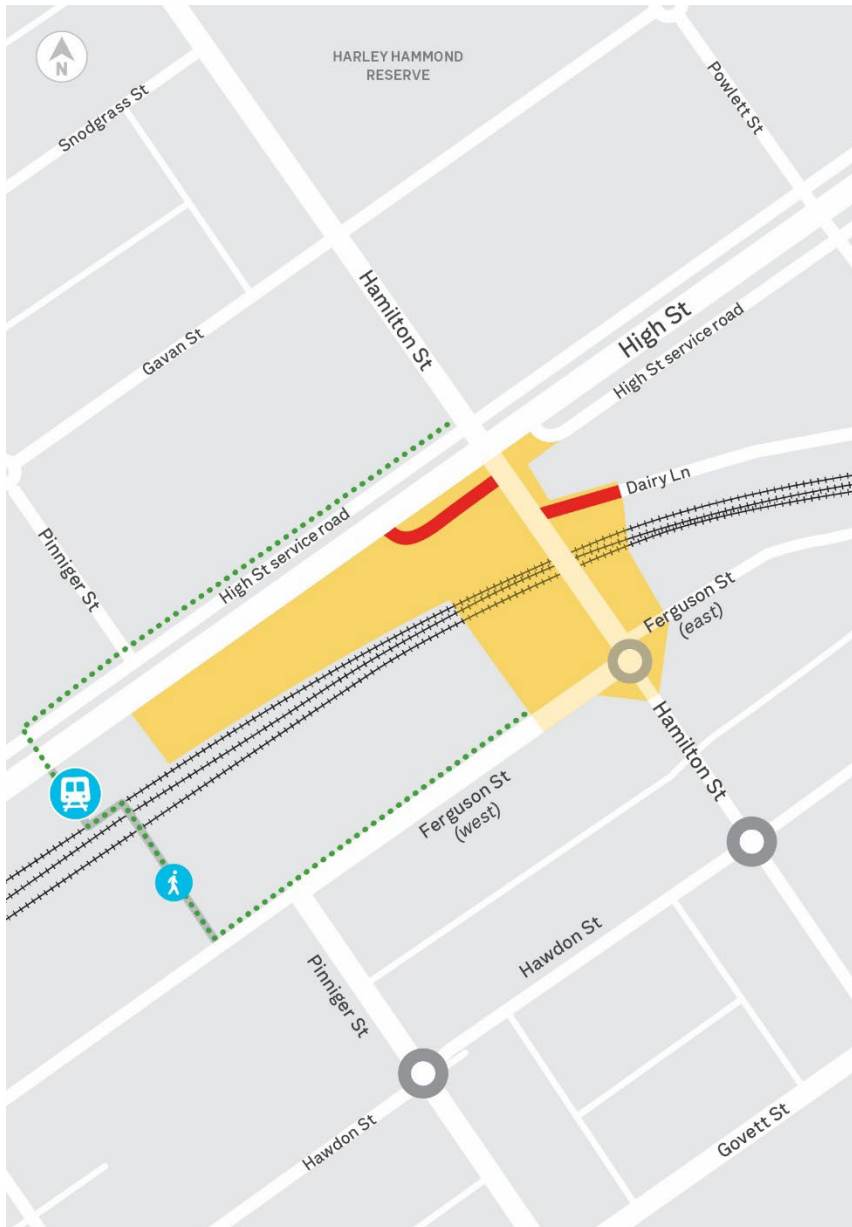 N
HARLEY HAMMOND
RESERVE
Snodgrass St
Powlett St
Hamilton St
High St
High St service road
Gavan St
Dairy Ln
High St service road
Pinniger St
Ferguson St
(east)
Hamilton St
Ferguson St
(west)
Hawdon St
Pinniger St
Hawdon St
Govett St